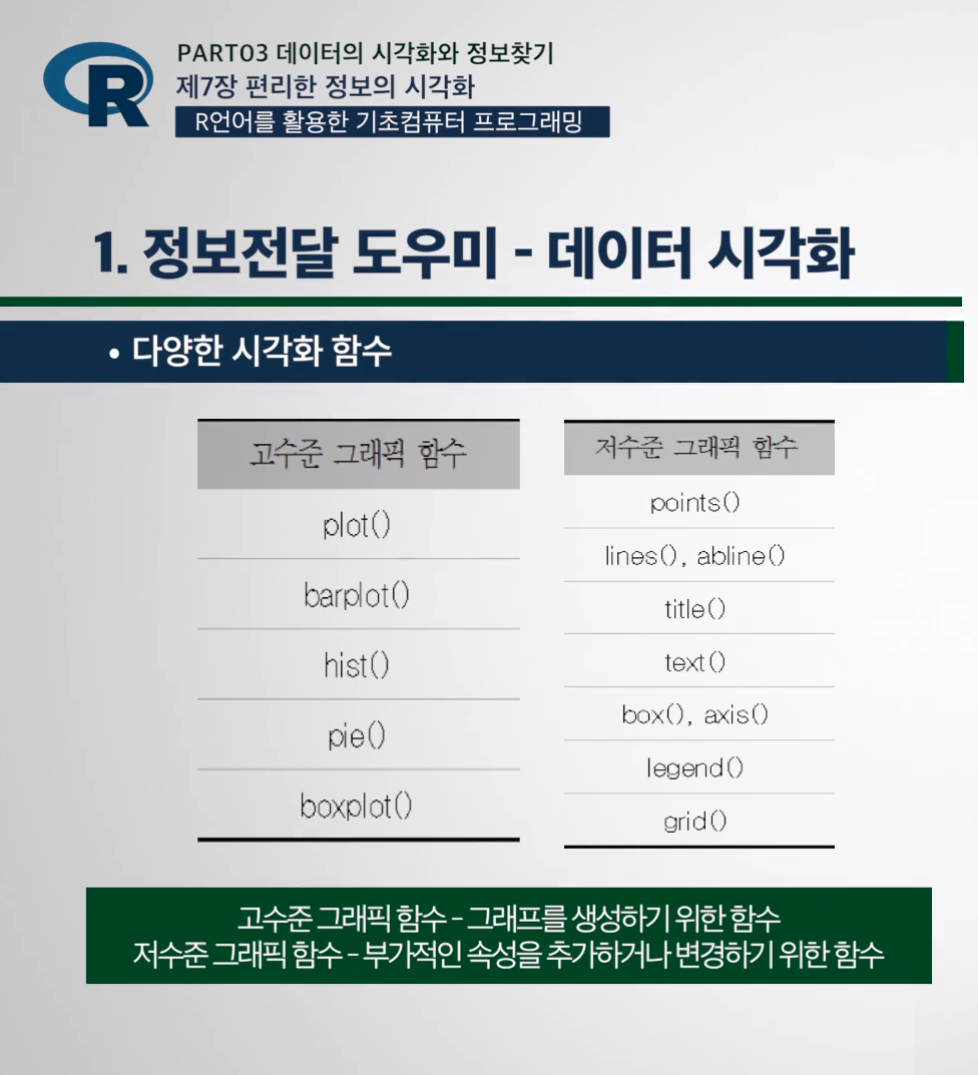 R
PART03 데이터의 시각화와 정보찾기
제7장 편리한 정보의 시각화
R언어를 활용한 기초컴퓨터 프로그래밍
1. 정보전달 도우미 - 데이터 시각화
• 다양한 시각화 함수
고수준 그래픽 함수
plot()
barplot()
hist()
pie()
boxplot()
저수준 그래픽 함수
points()
lines(), abline()
title()
text()
box(), axis()
legend()
grid()
고수준 그래픽 함수 - 그래프를 생성하기 위한 함수
저수준 그래픽 함수 - 부가적인 속성을 추가하거나 변경하기 위한 함수